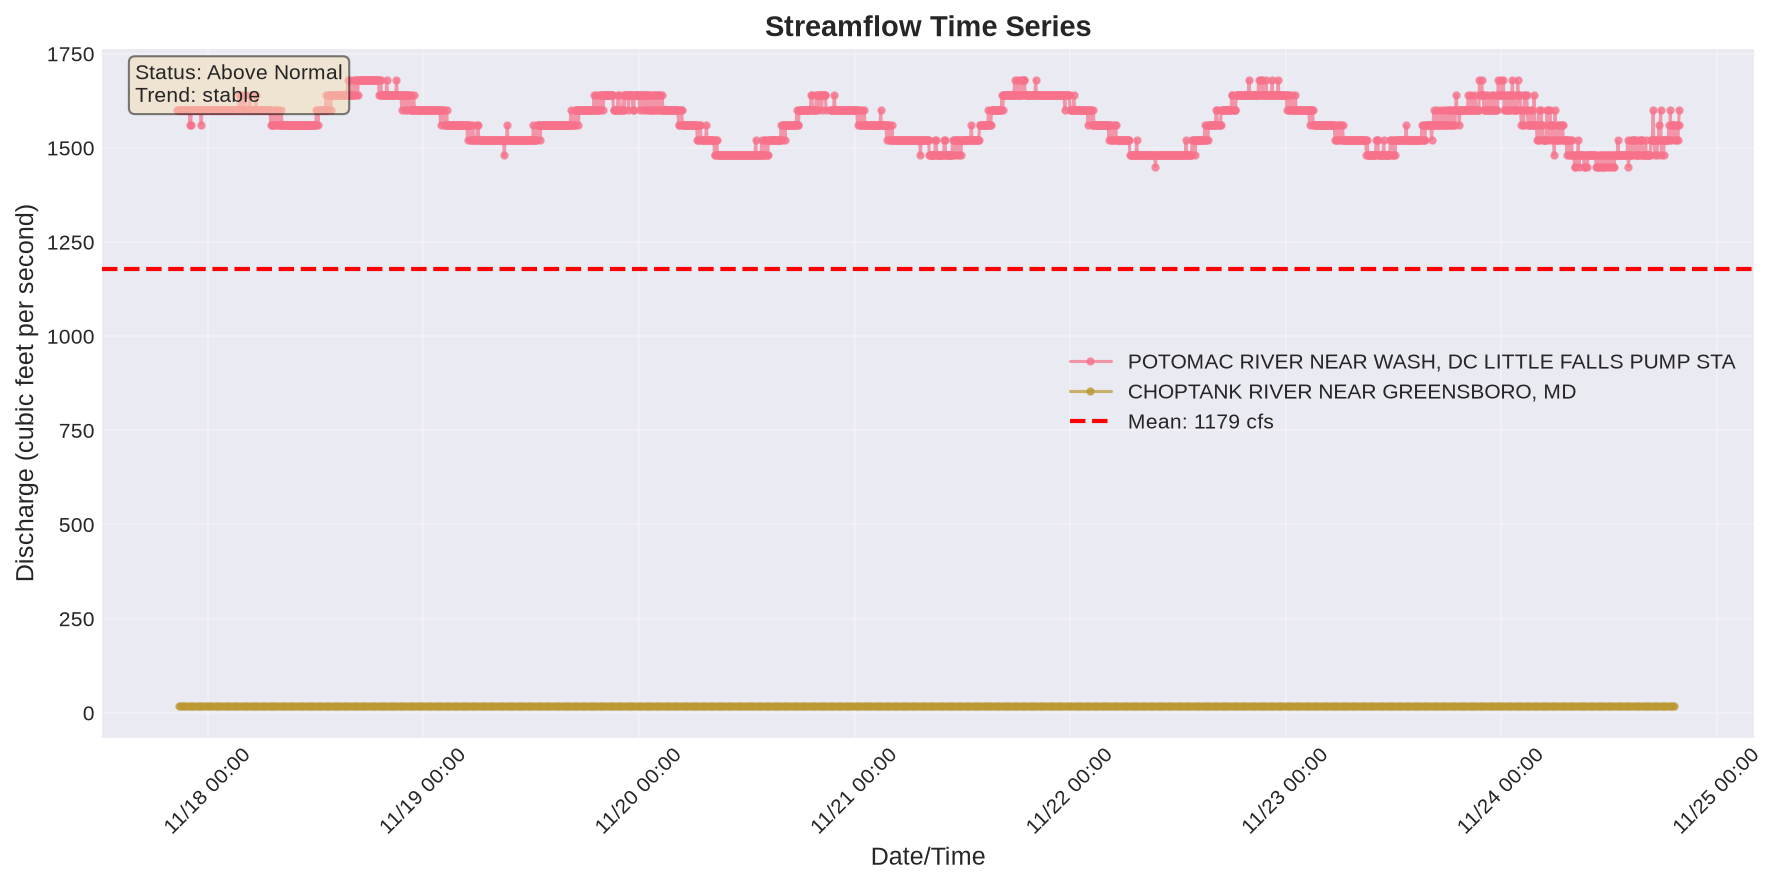 Streamflow Time Series
Status: Above Normal
Trend: stable
Discharge (cubic feet per second)
1750
1500
1250
1000
750
500
250
0
POTOMAC RIVER NEAR WASH, DC LITTLE FALLS PUMP STA
CHOPTANK RIVER NEAR GREENSBORO, MD
Mean: 1179 cfs
11/18 00:00
11/19 00:00
11/20 00:00
11/21 00:00
11/22 00:00
11/23 00:00
11/24 00:00
11/25 00:00
Date/Time